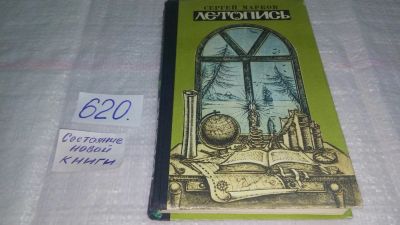 СЕРГЕЙ МАРКОВ
ЛЕТОПИСЬ
620.
Состояние
новой
книги